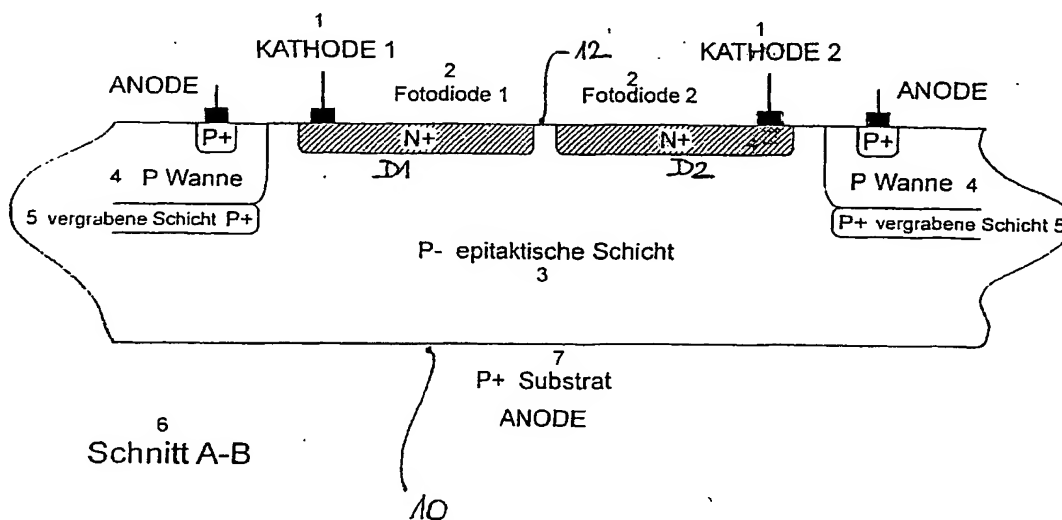 1 1
KATHODE 1 12 KATHODE 2
ANODE 2 Fotodiode 1 2 Fotodiode 2 ANODE
P+ N+ N+ P+
D1 D2
4 P Wanne P Wanne 4
5 vergrabene Schicht P+ P+ vergrabene Schicht 5
P- epitaktische Schicht
3
7
P+ Substrat
ANODE
6
Schnitt A-B
10